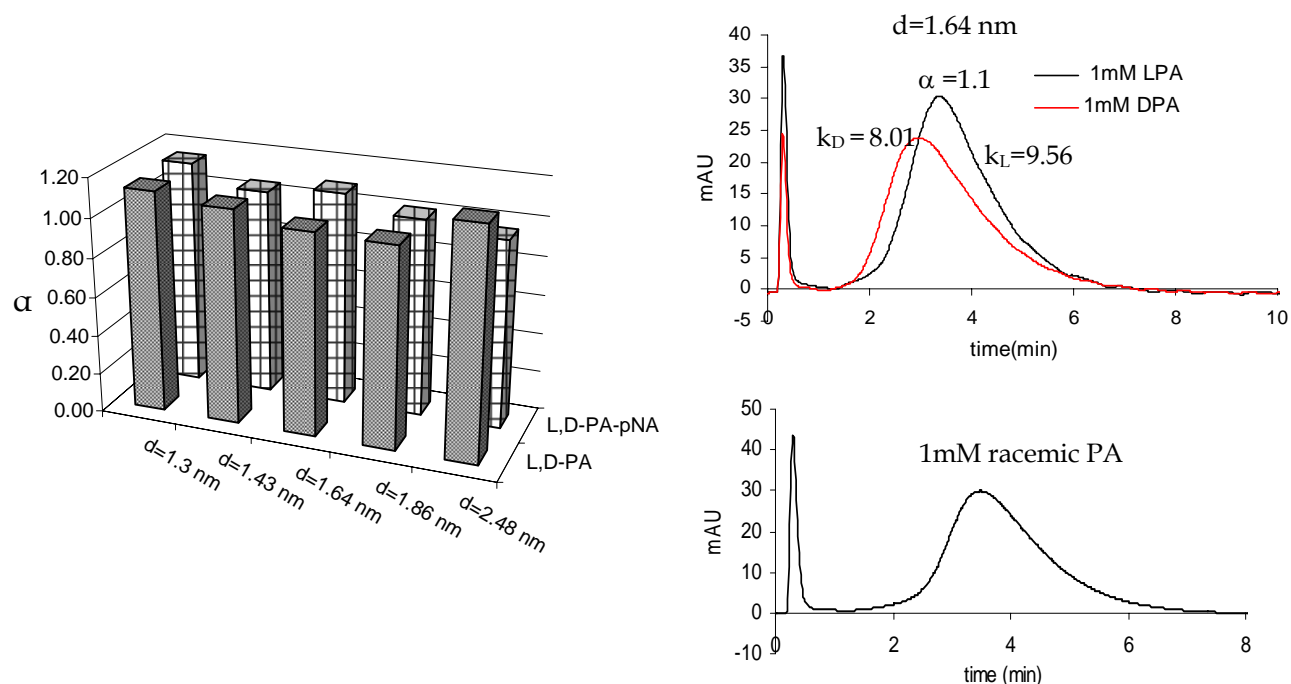 1.20
1.00
0.80
0.60
0.40
0.20
0.00
α
d=1.3 nm
d=1.43 nm
d=1.64 nm
d=1.86 nm
d=2.48 nm
L,D-PA-pNA
L,D-PA
d=1.64 nm
α =1.1
1mM LPA
1mM DPA
k_D = 8.01
k_L=9.56
40
35
30
25
20
15
10
5
0
-5
mAU
0 2 4 6 8 10
time(min)
1mM racemic PA
50
40
30
20
10
0
-10
mAU
0 2 4 6 8
time (min)